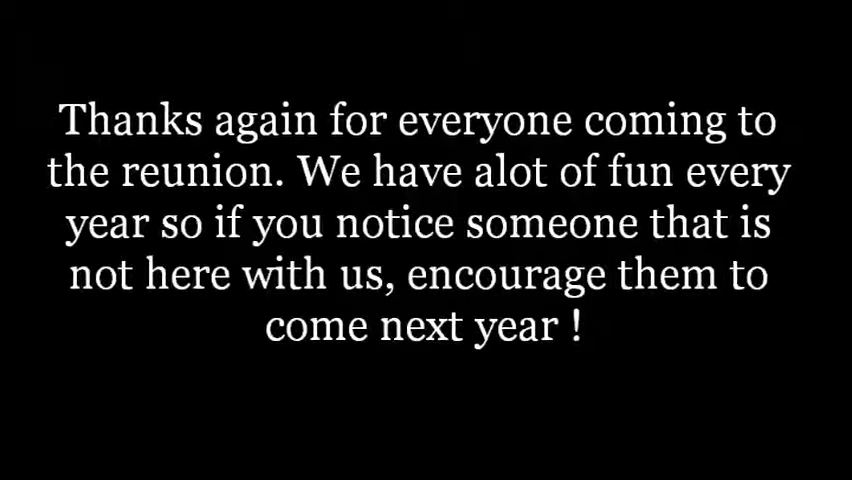 Thanks again for everyone coming to
the reunion. We have alot of fun every
year so if you notice someone that is
not here with us, encourage them to
come next year !